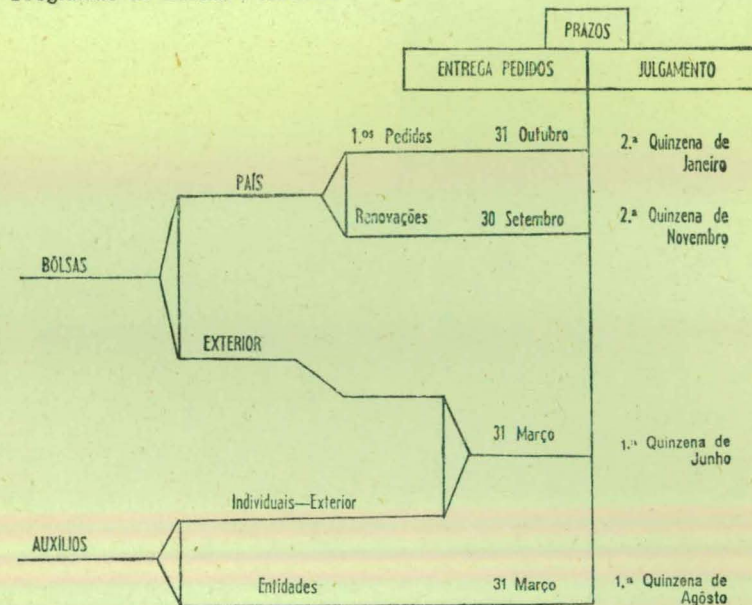 PRAZOS
ENTREGA PEDIDOS JULGAMENTO
1.os Pedidos 31 Outubro 2.ª Quinzena de
Janeiro
PAÍS
Renovações 30 Setembro 2.ª Quinzena de
Novembro
BÔLSAS
EXTERIOR
31 Março 1.ª Quinzena de
Junho
Individuais—Exterior
AUXÍLIOS
Entidades 31 Março 1.ª Quinzena de
Agôsto